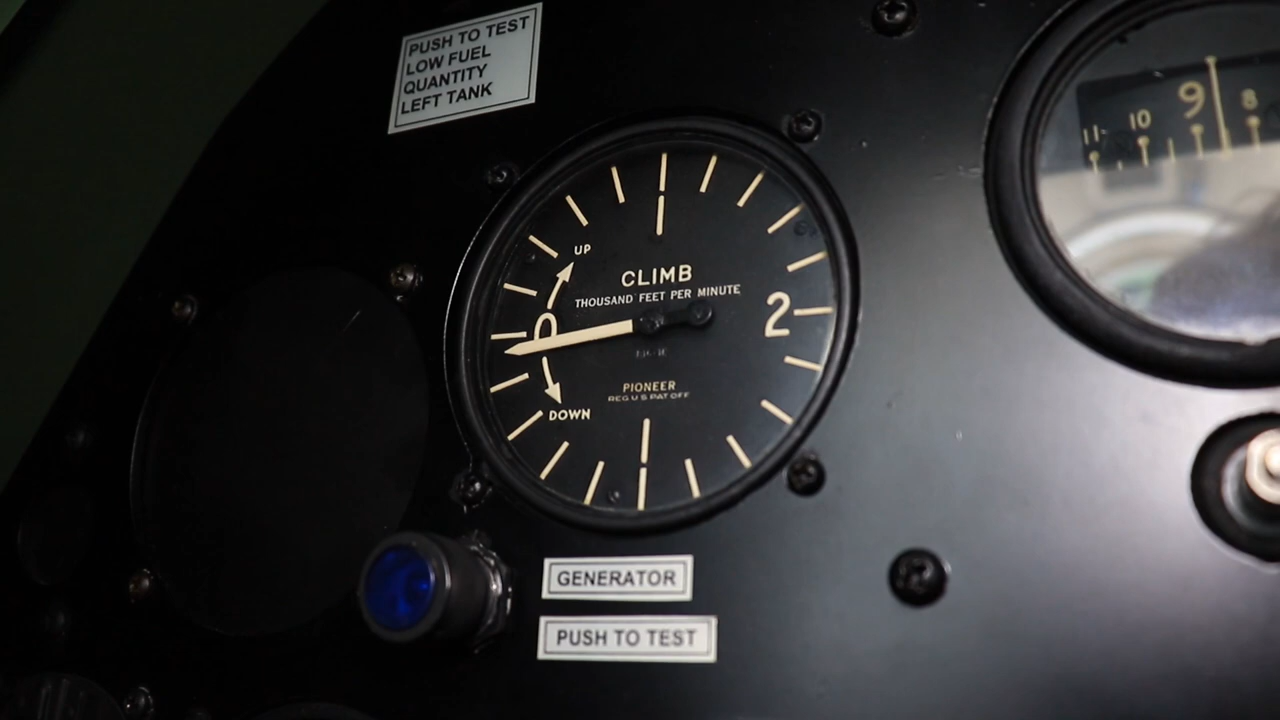 PUSH TO TEST
LOW FUEL
QUANTITY
LEFT TANK
11 10 9 8
UP
CLIMB
THOUSAND FEET PER MINUTE
0 2
PIONEER
REG U S PAT OFF
DOWN
GENERATOR
PUSH TO TEST